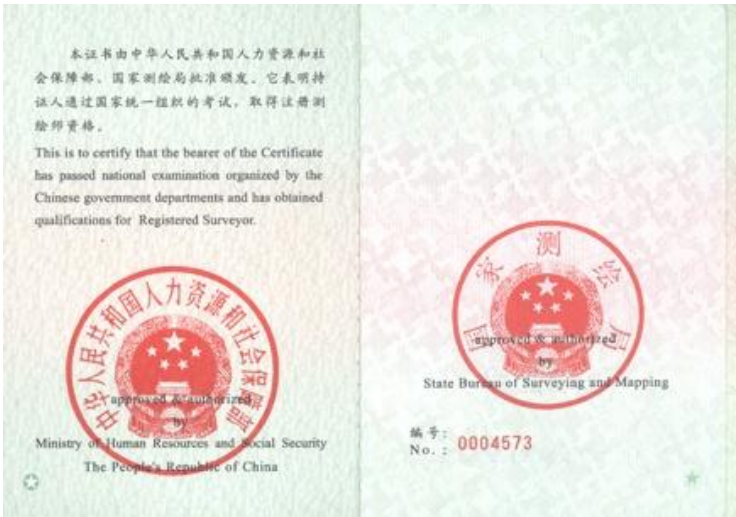 本证书由中华人民共和国人力资源和社
会保障部、国家测绘局批准颁发。它表明持
证人通过国家统一组织的考试，取得注册测
绘师资格。
This is to certify that the bearer of the Certificate
has passed national examination organized by the
Chinese government departments and has obtained
qualifications for Registered Surveyor.
中华人民共和国人力资源和社会保障部
approved & authorized
by
Ministry of Human Resources and Social Security
The People's Republic of China
国家测绘局
approved & authorized
by
State Bureau of Surveying and Mapping
编号:
No. : 0004573